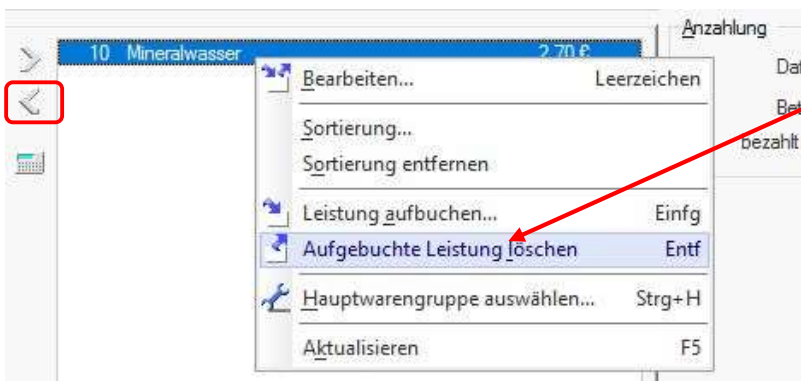 Anzahlung
10 Mineralwasser 2,70 €
Bearbeiten... Leerzeichen
Sortierung...
Sortierung entfernen
bezahlt
Leistung aufbuchen... Einfg
Aufgebuchte Leistung löschen Entf
Hauptwarengruppe auswählen... Strg+H
Aktualisieren F5